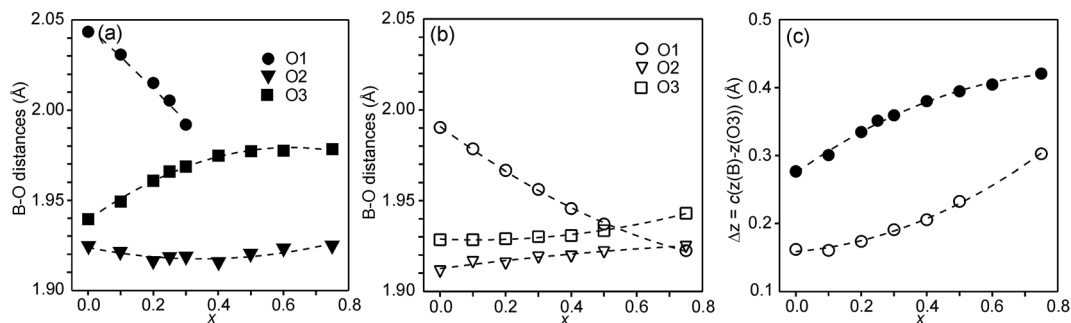 (a)
2.05
2.00
1.95
1.90
B-O distances (Å)
O1
O2
O3
0.0 0.2 0.4 0.6 0.8
x
(b)
2.05
2.00
1.95
1.90
B-O distances (Å)
O1
O2
O3
0.0 0.2 0.4 0.6 0.8
x
(c)
0.5
0.4
0.3
0.2
0.1
Δz = c(z(B)-z(O3)) (Å)
0.0 0.2 0.4 0.6 0.8
x